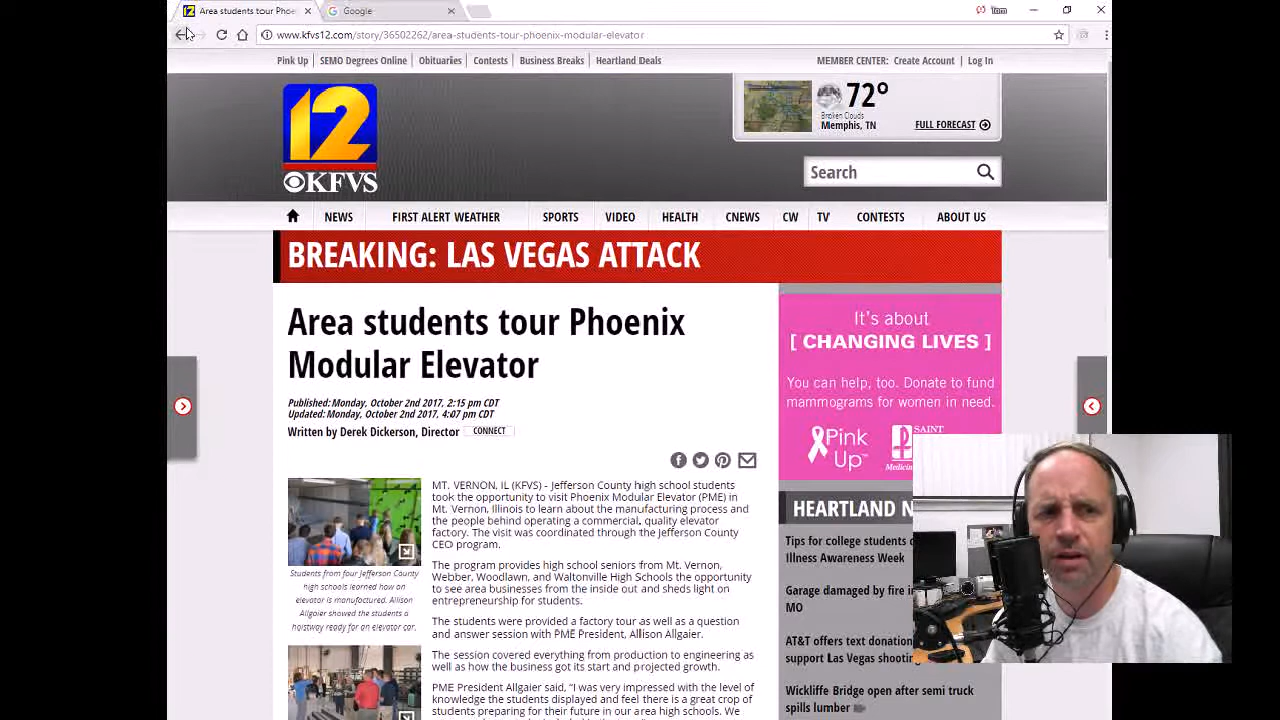 Area students tour Phoe
Google
www.kfvs12.com/story/36502262/area-students-tour-phoenix-modular-elevator
Pink Up
SEMO Degrees Online
Obituaries
Contests
Business Breaks
Heartland Deals
MEMBER CENTER: Create Account
Log In
12
KFVS
72°
Broken Clouds
Memphis, TN
FULL FORECAST
Search
NEWS
FIRST ALERT WEATHER
SPORTS
VIDEO
HEALTH
CNEWS
CW
TV
CONTESTS
ABOUT US
BREAKING: LAS VEGAS ATTACK
Area students tour Phoenix
Modular Elevator
Published: Monday, October 2nd 2017, 2:15 pm CDT
Updated: Monday, October 2nd 2017, 4:07 pm CDT
Written by Derek Dickerson, Director
CONNECT
MT. VERNON, IL (KFVS) - Jefferson County high school students
took the opportunity to visit Phoenix Modular Elevator (PME) in
Mt. Vernon, Illinois to learn about the manufacturing process and
the people behind operating a commercial, quality elevator
factory. The visit was coordinated through the Jefferson County
CEO program.
The program provides high school seniors from Mt. Vernon,
Webber, Woodlawn, and Waltonville High Schools the opportunity
to see area businesses from the inside out and sheds light on
entrepreneurship for students.
The students were provided a factory tour as well as a question
and answer session with PME President, Allison Allgaier.
The session covered everything from production to engineering as
well as how the business got its start and projected growth.
PME President Allgaier said, "I was very impressed with the level of
knowledge the students displayed and feel there is a great crop of
students preparing for their future in our area high schools. We
Students from four Jefferson County
high schools learned how an
elevator is manufactured. Allison
Allgaier showed the students a
hoistway ready for an elevator car.
It's about
[ CHANGING LIVES ]
You can help, too. Donate to fund
mammograms for women in need.
Pink
Up
SAINT
Medicin
HEARTLAND N
Tips for college students o
Illness Awareness Week
Garage damaged by fire in
MO
AT&T offers text donation
support Las Vegas shooting
Wickliffe Bridge open after semi truck
spills lumber